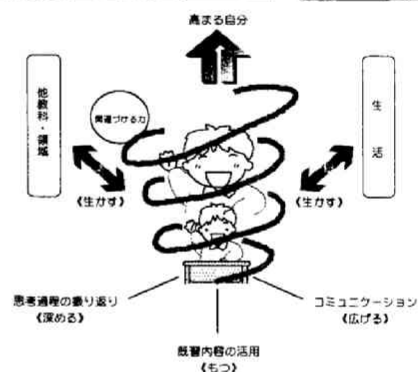 高まる自分
他教科・領域
関連づける力
生活
《生かす》
《生かす》
思考過程の振り返り
《深める》
コミュニケーション
《広げる》
既習内容の活用
《もつ》